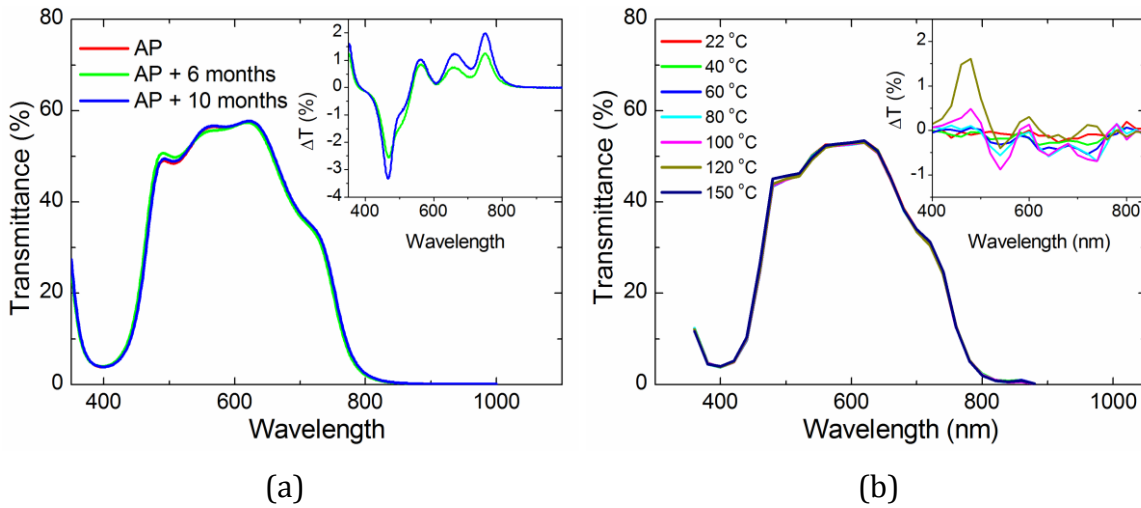 80
60
40
20
0
Transmittance (%)
400
600
800
1000
Wavelength
AP
AP + 6 months
AP + 10 months
2
1
0
-1
-2
-3
-4
ΔT (%)
400
600
800
Wavelength
(a)
80
60
40
20
0
Transmittance (%)
400
600
800
1000
Wavelength (nm)
22 °C
40 °C
60 °C
80 °C
100 °C
120 °C
150 °C
2
1
0
-1
ΔT (%)
400
600
800
Wavelength (nm)
(b)